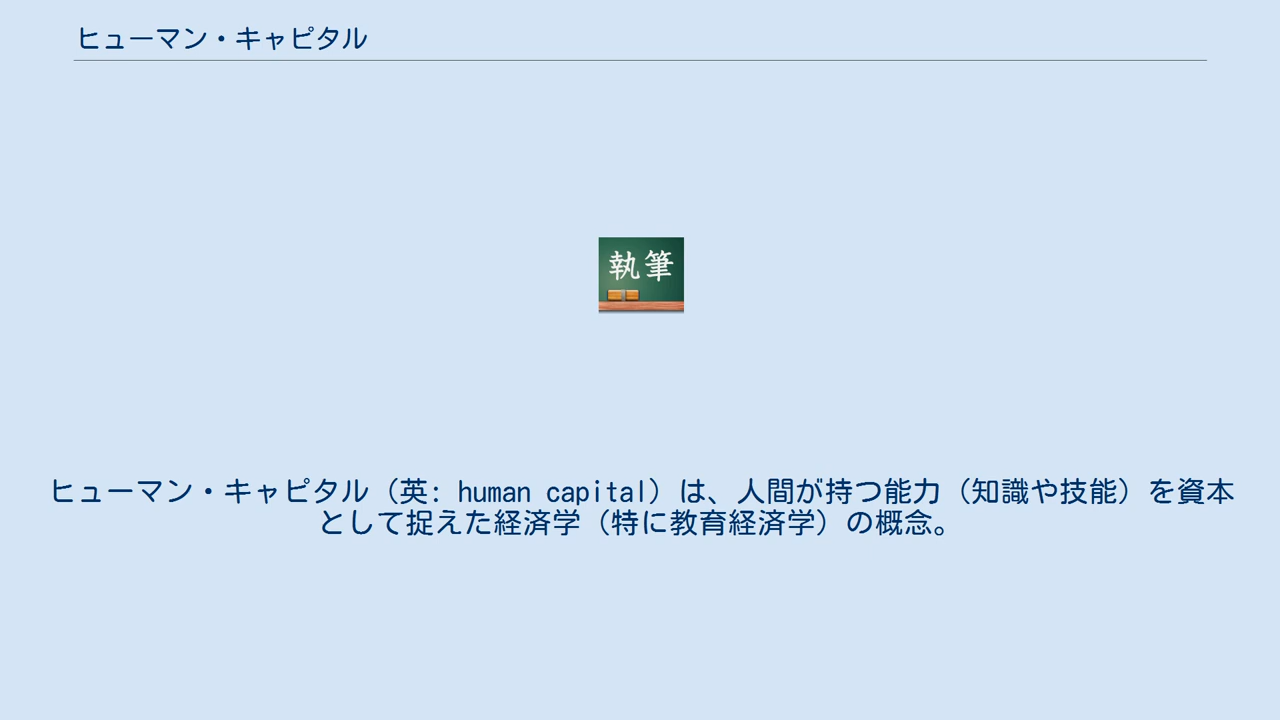 ヒューマン・キャピタル
執筆
ヒューマン・キャピタル（英: human capital）は、人間が持つ能力（知識や技能）を資本
として捉えた経済学（特に教育経済学）の概念。